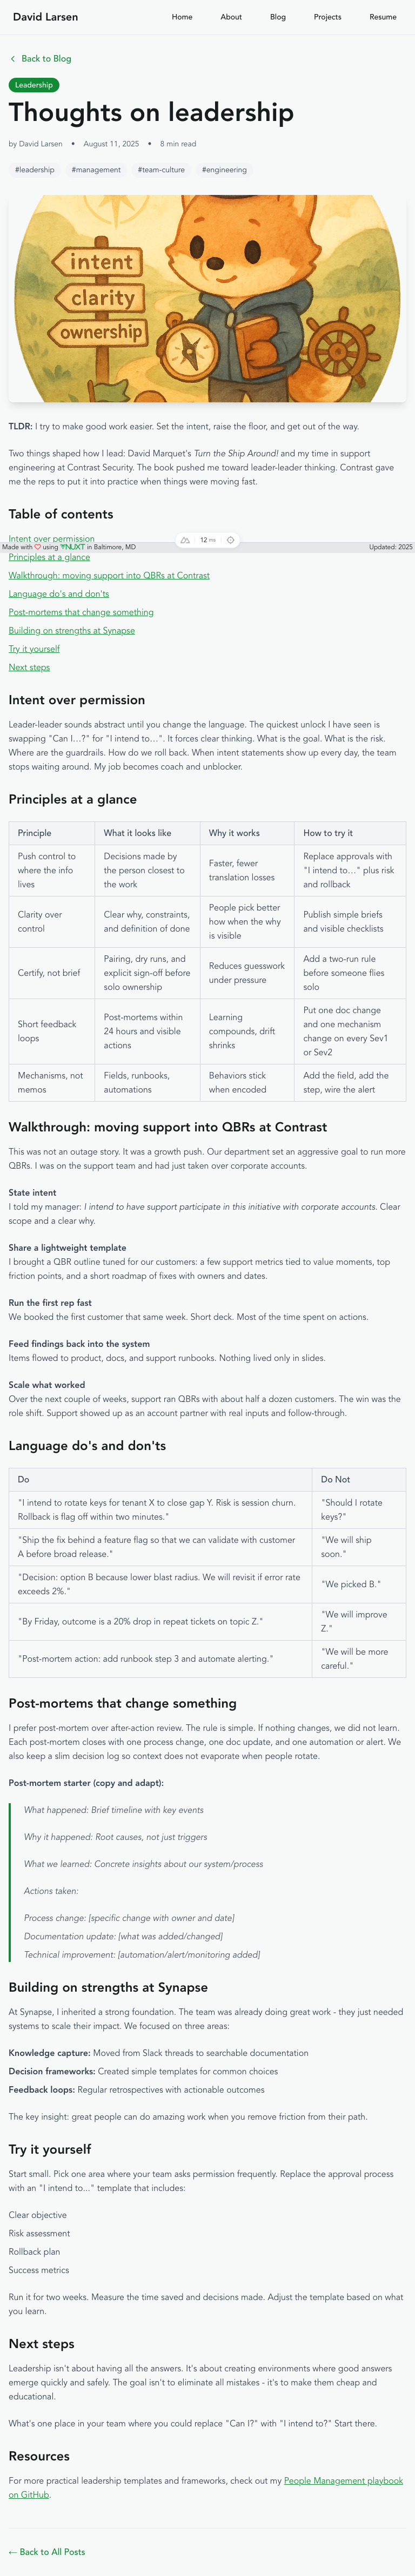 David Larsen
Home
About
Blog
Projects
Resume
Back to Blog
Leadership
Thoughts on leadership
by David Larsen • August 11, 2025 • 8 min read
#leadership #management #team-culture #engineering
intent
clarity
ownership
TLDR: I try to make good work easier. Set the intent, raise the floor, and get out of the way.
Two things shaped how I lead: David Marquet's Turn the Ship Around! and my time in support
engineering at Contrast Security. The book pushed me toward leader-leader thinking. Contrast gave
me the reps to put it into practice when things were moving fast.
Table of contents
Intent over permission
12 ms
Made with using NUXT in Baltimore, MD
Updated: 2025
Principles at a glance
Walkthrough: moving support into QBRs at Contrast
Language do's and don'ts
Post-mortems that change something
Building on strengths at Synapse
Try it yourself
Next steps
Intent over permission
Leader-leader sounds abstract until you change the language. The quickest unlock I have seen is
swapping "Can I…?" for "I intend to…". It forces clear thinking. What is the goal. What is the risk.
Where are the guardrails. How do we roll back. When intent statements show up every day, the team
stops waiting around. My job becomes coach and unblocker.
Principles at a glance
Principle
What it looks like
Why it works
How to try it
Push control to
where the info
lives
Decisions made by
the person closest to
the work
Faster, fewer
translation losses
Replace approvals with
"I intend to…" plus risk
and rollback
Clarity over
control
Clear why, constraints,
and definition of done
People pick better
how when the why
is visible
Publish simple briefs
and visible checklists
Certify, not brief
Pairing, dry runs, and
explicit sign-off before
solo ownership
Reduces guesswork
under pressure
Add a two-run rule
before someone flies
solo
Short feedback
loops
Post-mortems within
24 hours and visible
actions
Learning
compounds, drift
shrinks
Put one doc change
and one mechanism
change on every Sev1
or Sev2
Mechanisms, not
memos
Fields, runbooks,
automations
Behaviors stick
when encoded
Add the field, add the
step, wire the alert
Walkthrough: moving support into QBRs at Contrast
This was not an outage story. It was a growth push. Our department set an aggressive goal to run more
QBRs. I was on the support team and had just taken over corporate accounts.
State intent
I told my manager: I intend to have support participate in this initiative with corporate accounts. Clear
scope and a clear why.
Share a lightweight template
I brought a QBR outline tuned for our customers: a few support metrics tied to value moments, top
friction points, and a short roadmap of fixes with owners and dates.
Run the first rep fast
We booked the first customer that same week. Short deck. Most of the time spent on actions.
Feed findings back into the system
Items flowed to product, docs, and support runbooks. Nothing lived only in slides.
Scale what worked
Over the next couple of weeks, support ran QBRs with about half a dozen customers. The win was the
role shift. Support showed up as an account partner with real inputs and follow-through.
Language do's and don'ts
Do
Do Not
"I intend to rotate keys for tenant X to close gap Y. Risk is session churn.
Rollback is flag off within two minutes."
"Should I rotate
keys?"
"Ship the fix behind a feature flag so that we can validate with customer
A before broad release."
"We will ship
soon."
"Decision: option B because lower blast radius. We will revisit if error rate
exceeds 2%."
"We picked B."
"By Friday, outcome is a 20% drop in repeat tickets on topic Z."
"We will improve
Z."
"Post-mortem action: add runbook step 3 and automate alerting."
"We will be more
careful."
Post-mortems that change something
I prefer post-mortem over after-action review. The rule is simple. If nothing changes, we did not learn.
Each post-mortem closes with one process change, one doc update, and one automation or alert. We
also keep a slim decision log so context does not evaporate when people rotate.
Post-mortem starter (copy and adapt):
What happened: Brief timeline with key events
Why it happened: Root causes, not just triggers
What we learned: Concrete insights about our system/process
Actions taken:
Process change: [specific change with owner and date]
Documentation update: [what was added/changed]
Technical improvement: [automation/alert/monitoring added]
Building on strengths at Synapse
At Synapse, I inherited a strong foundation. The team was already doing great work - they just needed
systems to scale their impact. We focused on three areas:
Knowledge capture: Moved from Slack threads to searchable documentation
Decision frameworks: Created simple templates for common choices
Feedback loops: Regular retrospectives with actionable outcomes
The key insight: great people can do amazing work when you remove friction from their path.
Try it yourself
Start small. Pick one area where your team asks permission frequently. Replace the approval process
with an "I intend to..." template that includes:
Clear objective
Risk assessment
Rollback plan
Success metrics
Run it for two weeks. Measure the time saved and decisions made. Adjust the template based on what
you learn.
Next steps
Leadership isn't about having all the answers. It's about creating environments where good answers
emerge quickly and safely. The goal isn't to eliminate all mistakes - it's to make them cheap and
educational.
What's one place in your team where you could replace "Can I?" with "I intend to?" Start there.
Resources
For more practical leadership templates and frameworks, check out my People Management playbook
on GitHub.
← Back to All Posts